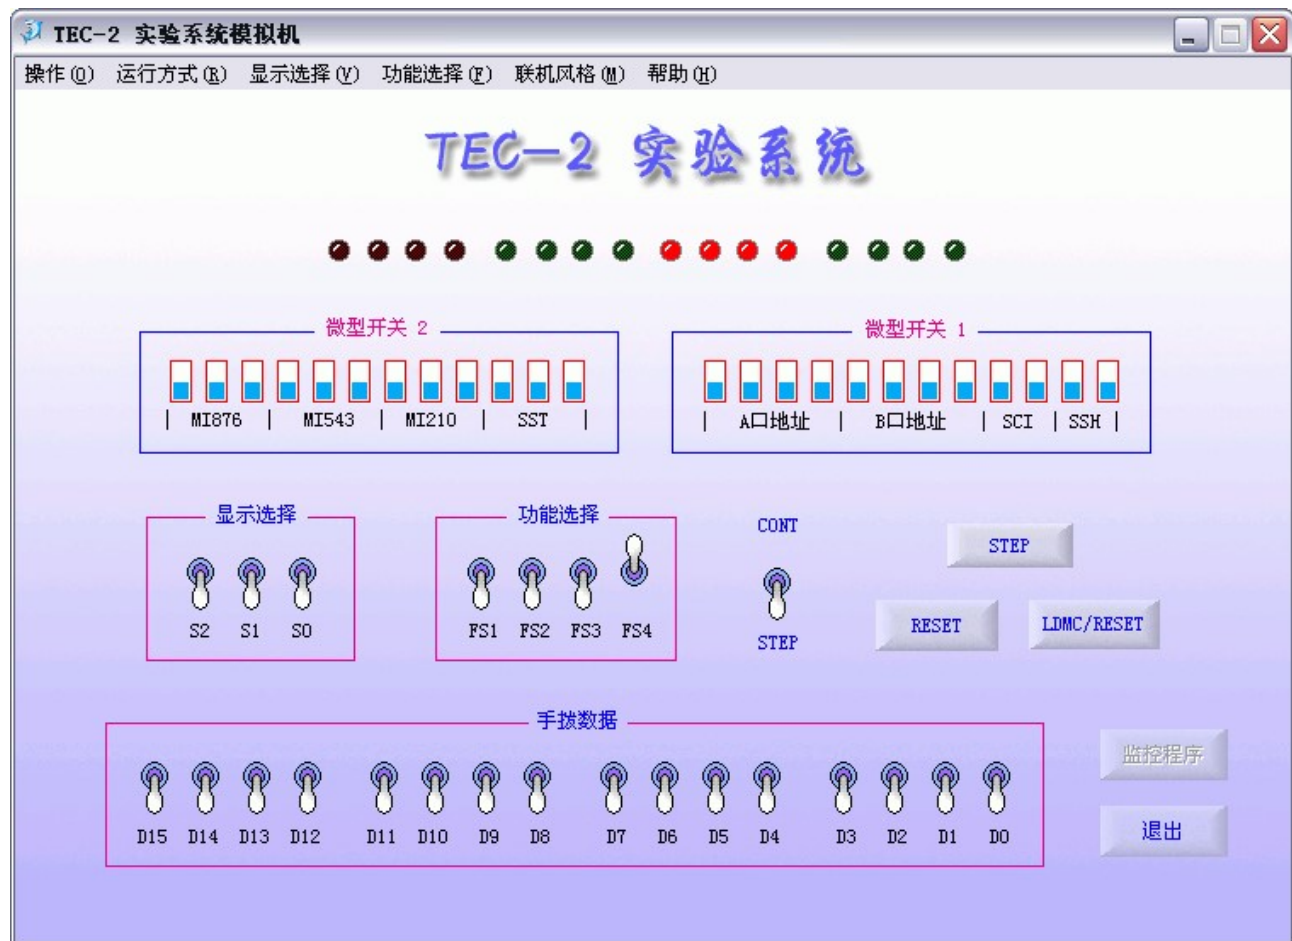 TEC-2 实验系统模拟机
操作(O) 运行方式(R) 显示选择(V) 功能选择(F) 联机风格(M) 帮助(H)
TEC-2 实验系统
微型开关 2 微型开关 1
| MI876 | MI543 | MI210 | SST | | A口地址 | B口地址 | SCI | SSH |
显示选择 功能选择 CONT
STEP
S2 S1 S0 FS1 FS2 FS3 FS4 STEP RESET LDMC/RESET
手拨数据
监控程序
D15 D14 D13 D12 D11 D10 D9 D8 D7 D6 D5 D4 D3 D2 D1 D0 退出